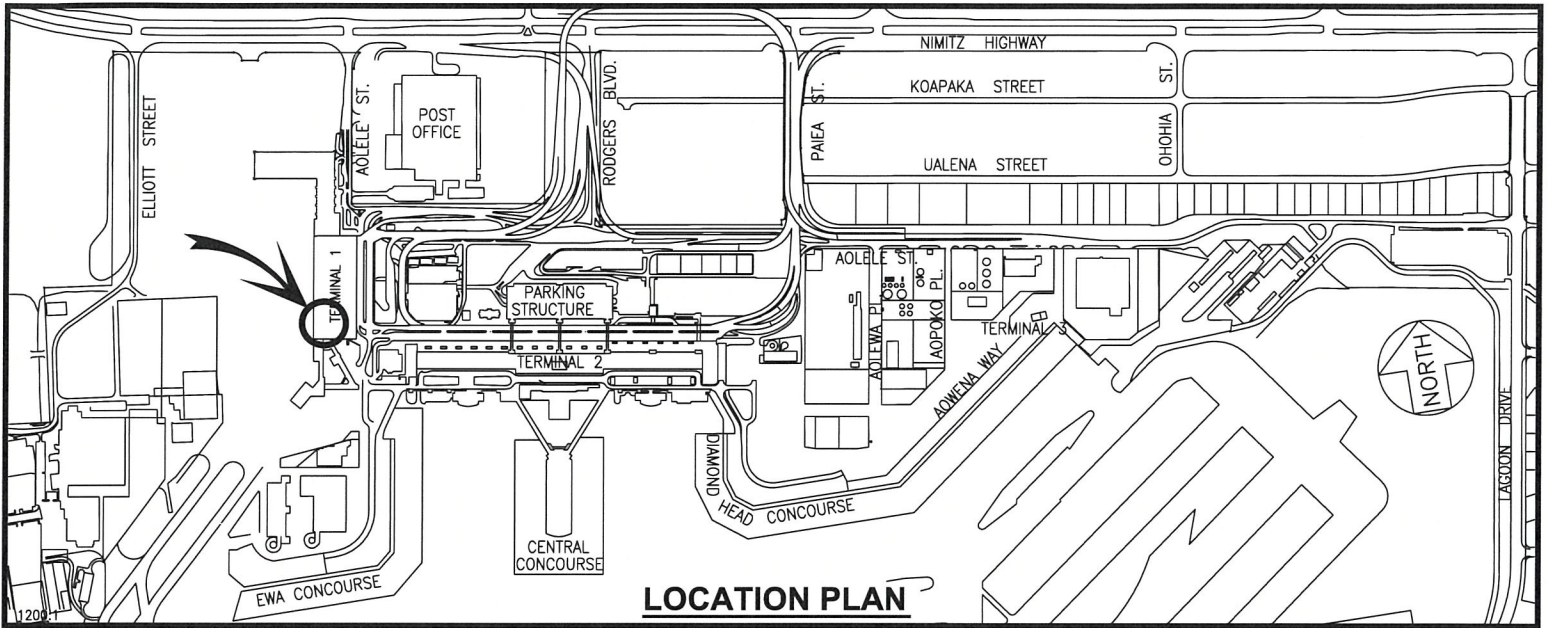 NIMITZ HIGHWAY
KOAPAKA STREET
UALENA STREET
ELLIOTT STREET
AOLELE ST.
POST
OFFICE
RODGERS BLVD.
PAIEA ST.
OHOHIA ST.
TERMINAL 1
PARKING
STRUCTURE
TERMINAL 2
AOLELE ST.
AOLEWA PL.
AOPOKO PL.
TERMINAL 3
AOWENA WAY
NORTH
LAGOON DRIVE
DIAMOND
HEAD CONCOURSE
CENTRAL
CONCOURSE
EWA CONCOURSE
LOCATION PLAN
1200:1